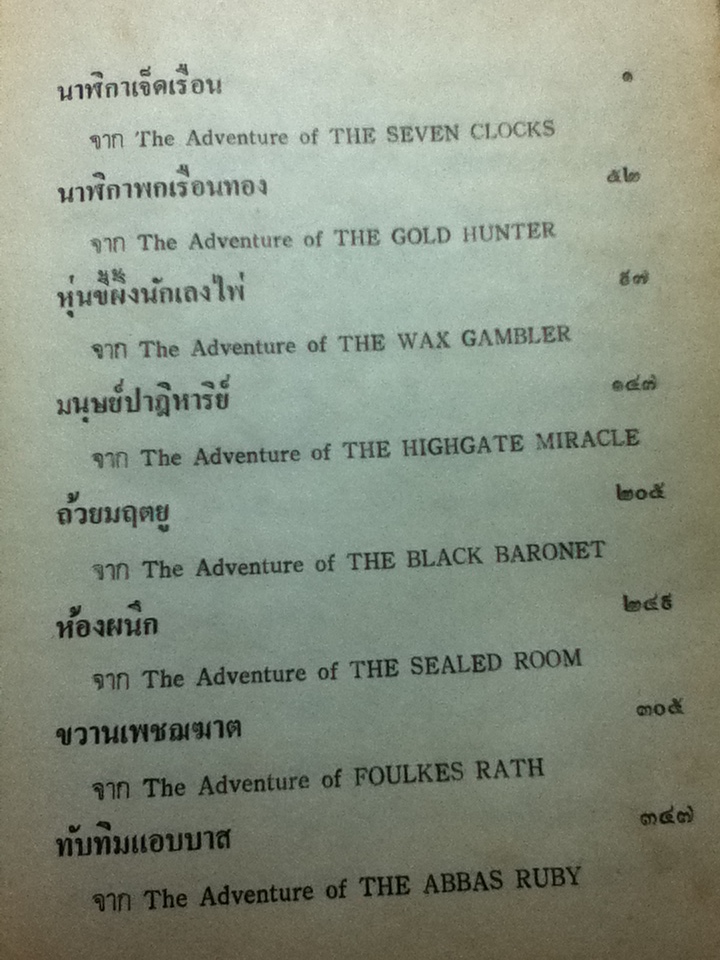 นาฬิกาเจ็ดเรือน ๑
จาก The Adventure of THE SEVEN CLOCKS
นาฬิกาพกเรือนทอง ๕๒
จาก The Adventure of THE GOLD HUNTER
หุ่นขี้ผึ้งนักเลงไพ่ ๙๗
จาก The Adventure of THE WAX GAMBLER
มนุษย์ปาฏิหาริย์ ๑๔๗
จาก The Adventure of THE HIGHGATE MIRACLE
ถ้วยมฤตยู ๒๐๕
จาก The Adventure of THE BLACK BARONET
ห้องผนึก ๒๔๙
จาก The Adventure of THE SEALED ROOM
ขวานเพชฌฆาต ๓๐๕
จาก The Adventure of FOULKES RATH
ทับทิมแอบบาส ๓๔๗
จาก The Adventure of THE ABBAS RUBY